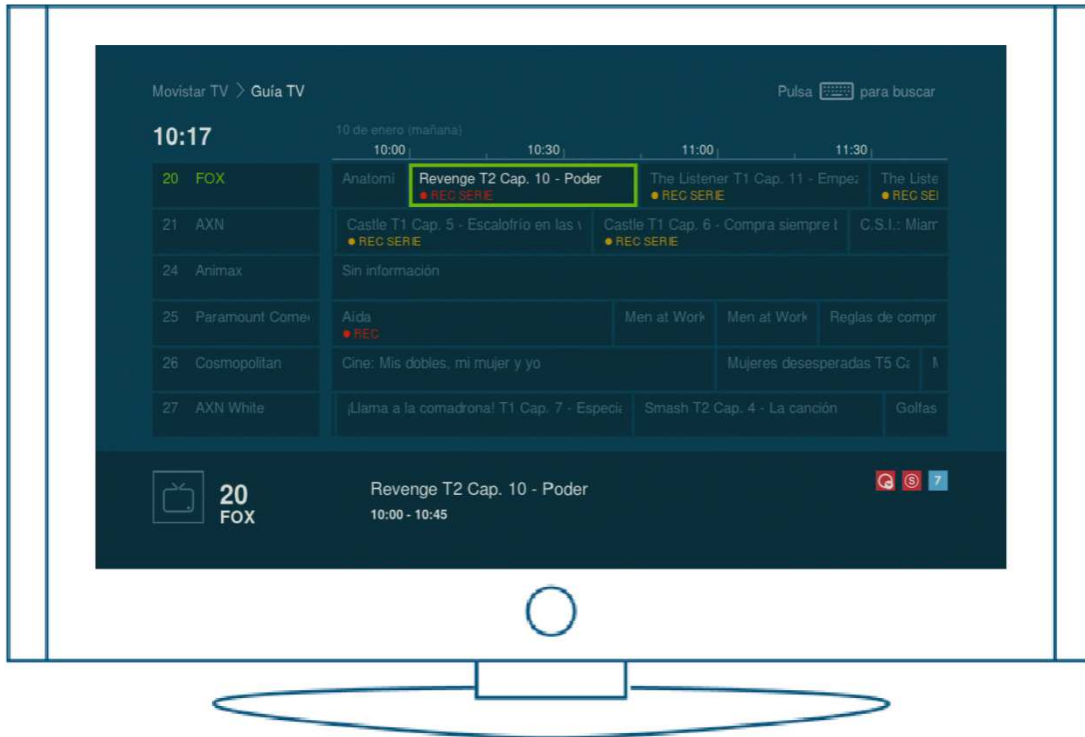 Movistar TV > Guía TV
Pulsa para buscar
10:17
10 de enero (mañana)
10:00 10:30 11:00 11:30
20 FOX
Anatomi
Revenge T2 Cap. 10 - Poder
● REC SERIE
The Listener T1 Cap. 11 - Empez
● REC SERIE
The Liste
● REC SEI
21 AXN
Castle T1 Cap. 5 - Escalofrío en las v
● REC SERIE
Castle T1 Cap. 6 - Compra siempre l
● REC SERIE
C.S.I.: Miam
24 Animax
Sin información
25 Paramount Come
Aida
● REC
Men at Work
Men at Work
Reglas de compr
26 Cosmopolitan
Cine: Mis dobles, mi mujer y yo
Mujeres desesperadas T5 Ca
27 AXN White
¡Llama a la comadrona! T1 Cap. 7 - Especia
Smash T2 Cap. 4 - La canción
Golfas
20
FOX
Revenge T2 Cap. 10 - Poder
10:00 - 10:45
S 7